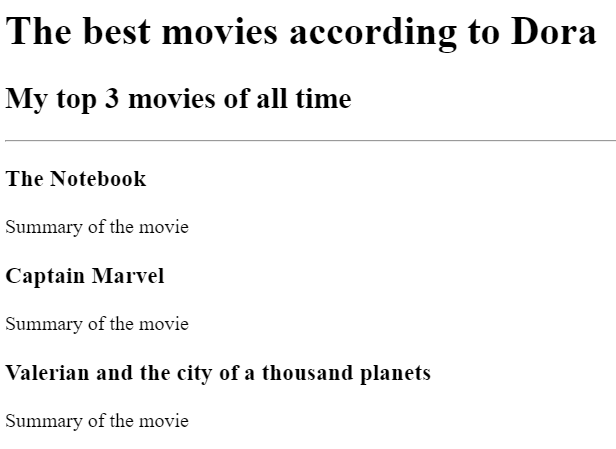 The best movies according to Dora
My top 3 movies of all time
The Notebook
Summary of the movie
Captain Marvel
Summary of the movie
Valerian and the city of a thousand planets
Summary of the movie